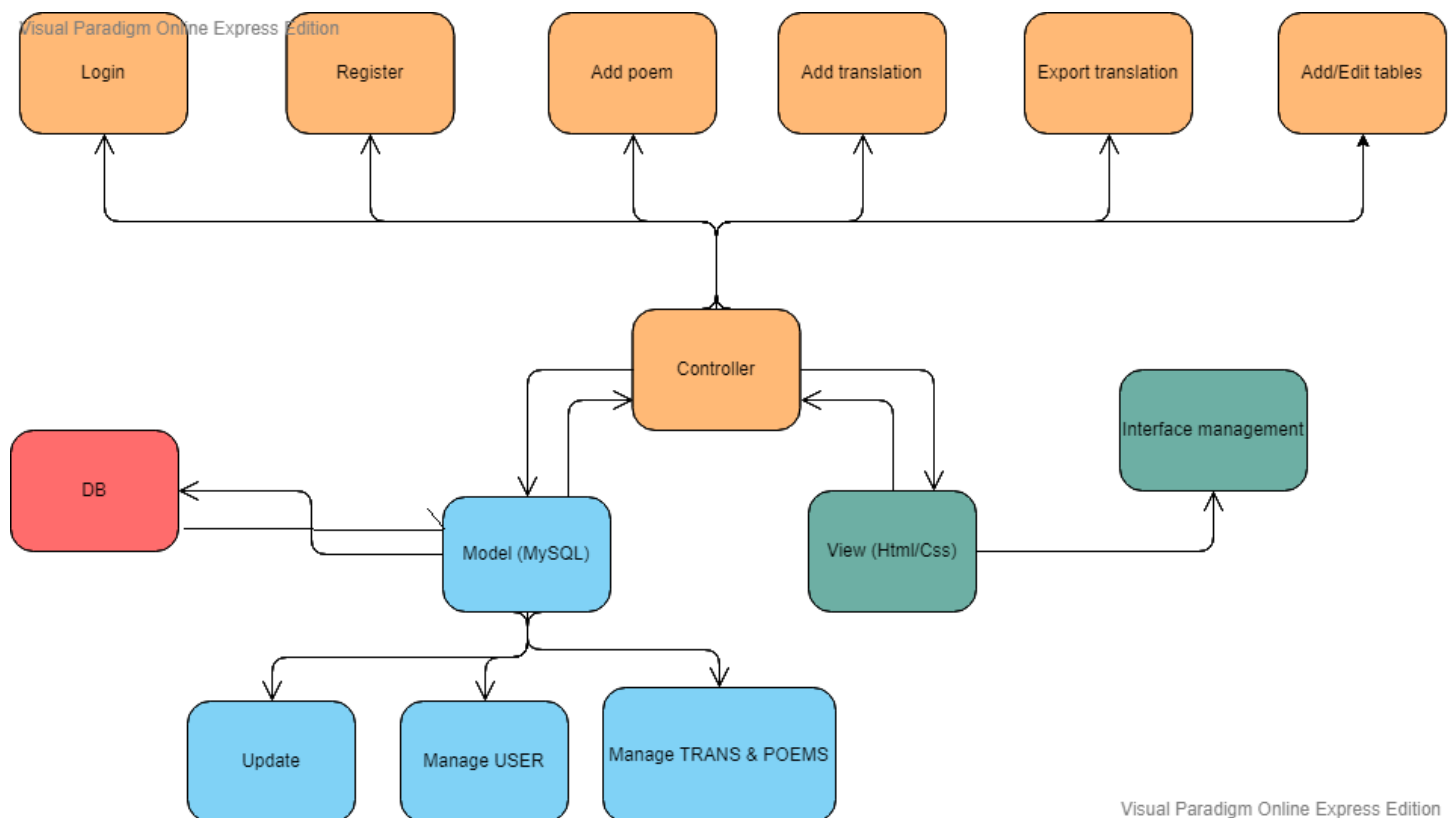 Visual Paradigm Online Express Edition
Login
Register
Add poem
Add translation
Export translation
Add/Edit tables
Controller
Interface management
DB
Model (MySQL)
View (Html/Css)
Update
Manage USER
Manage TRANS & POEMS
Visual Paradigm Online Express Edition